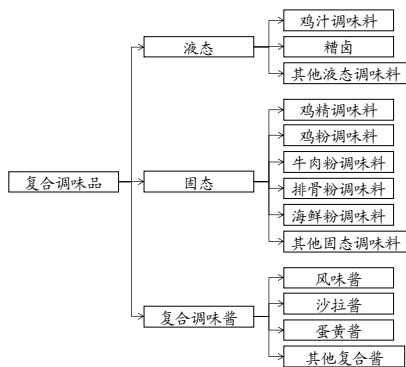 复合调味品
液态
鸡汁调味料
糟卤
其他液态调味料
固态
鸡精调味料
鸡粉调味料
牛肉粉调味料
排骨粉调味料
海鲜粉调味料
其他固态调味料
复合调味酱
风味酱
沙拉酱
蛋黄酱
其他复合酱